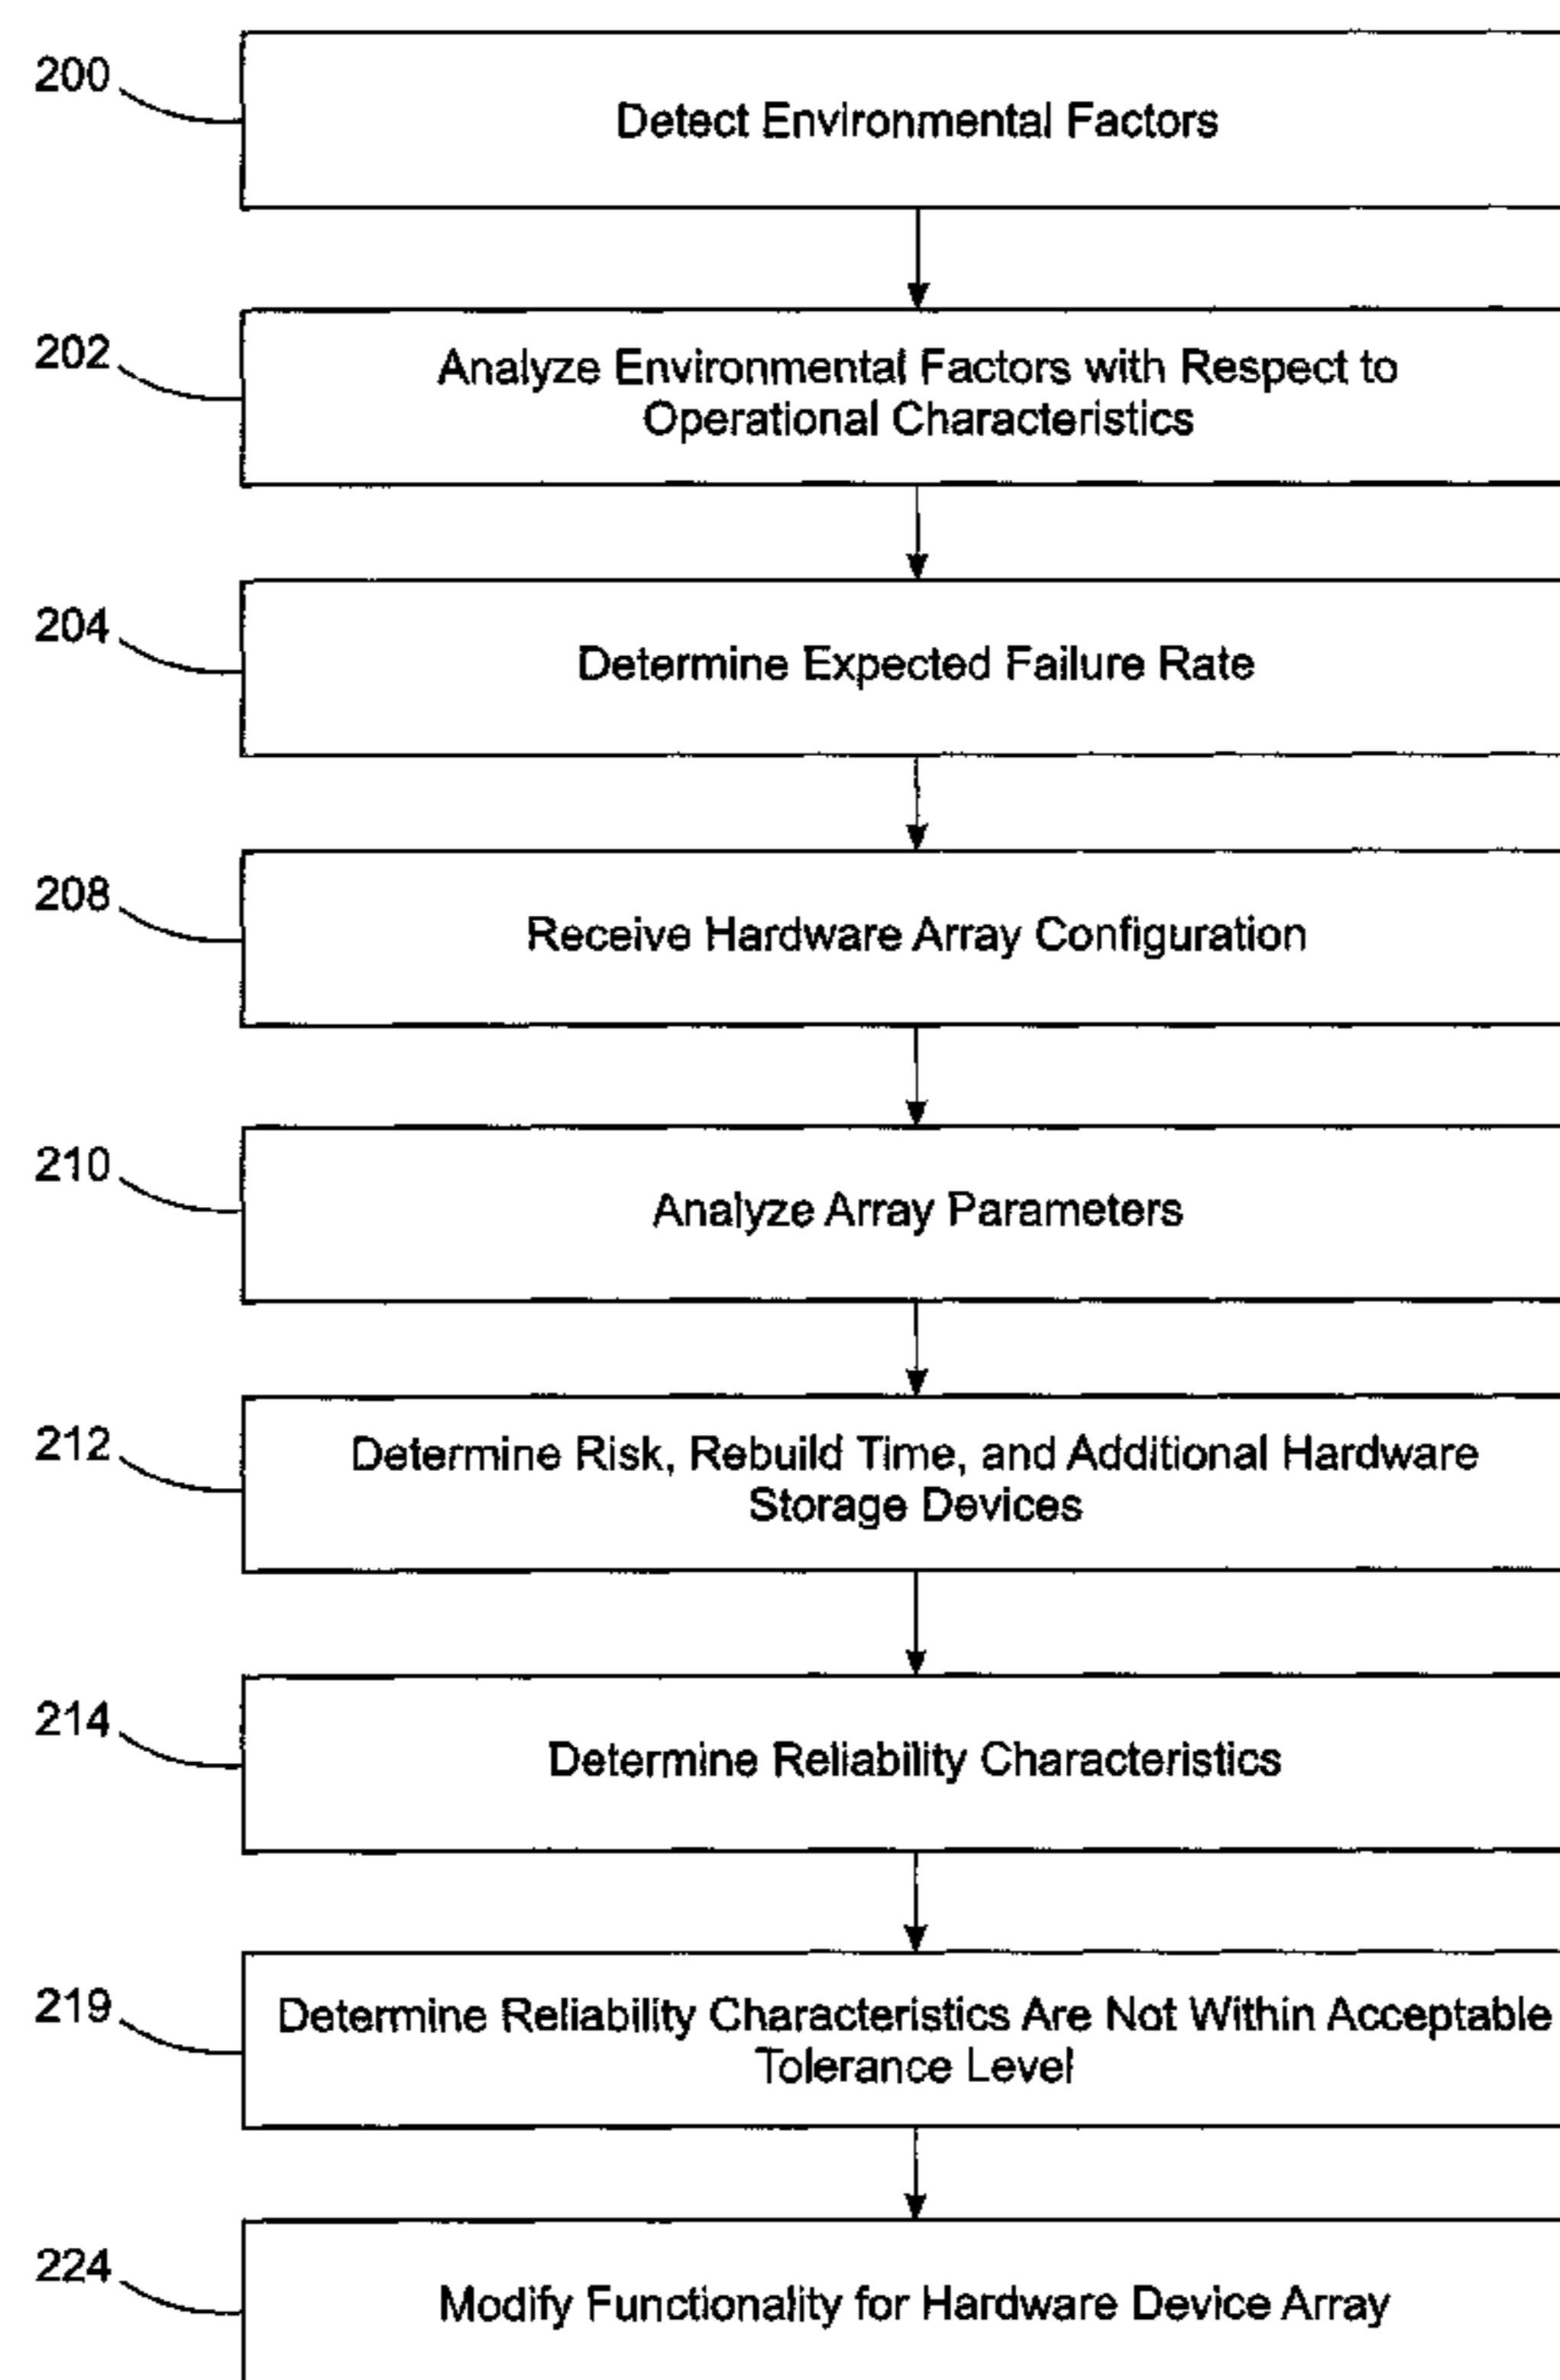 200
Detect Environmental Factors
202
Analyze Environmental Factors with Respect to
Operational Characteristics
204
Determine Expected Failure Rate
208
Receive Hardware Array Configuration
210
Analyze Array Parameters
212
Determine Risk, Rebuild Time, and Additional Hardware
Storage Devices
214
Determine Reliability Characteristics
219
Determine Reliability Characteristics Are Not Within Acceptable
Tolerance Level
224
Modify Functionality for Hardware Device Array